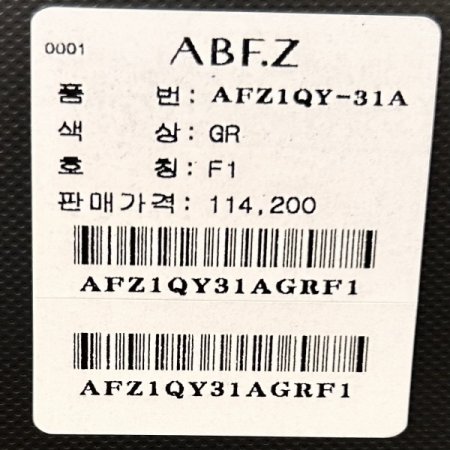 0001 ABF.Z
품 번: AFZ1QY-31A
색 상: GR
호 칭: F1
판매가격: 114,200
AFZ1QY31AGRF1
AFZ1QY31AGRF1